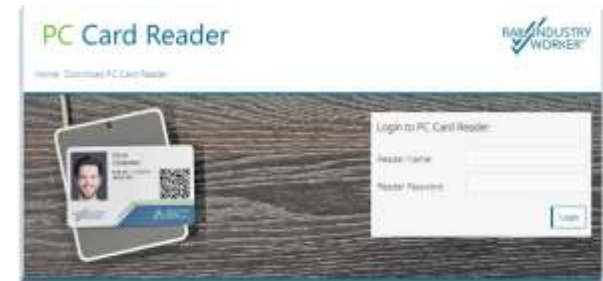 PC Card Reader
RAIL INDUSTRY
WORKER
Home Download PC Card Reader
Login to PC Card Reader
Reader Name
Reader Password
Login